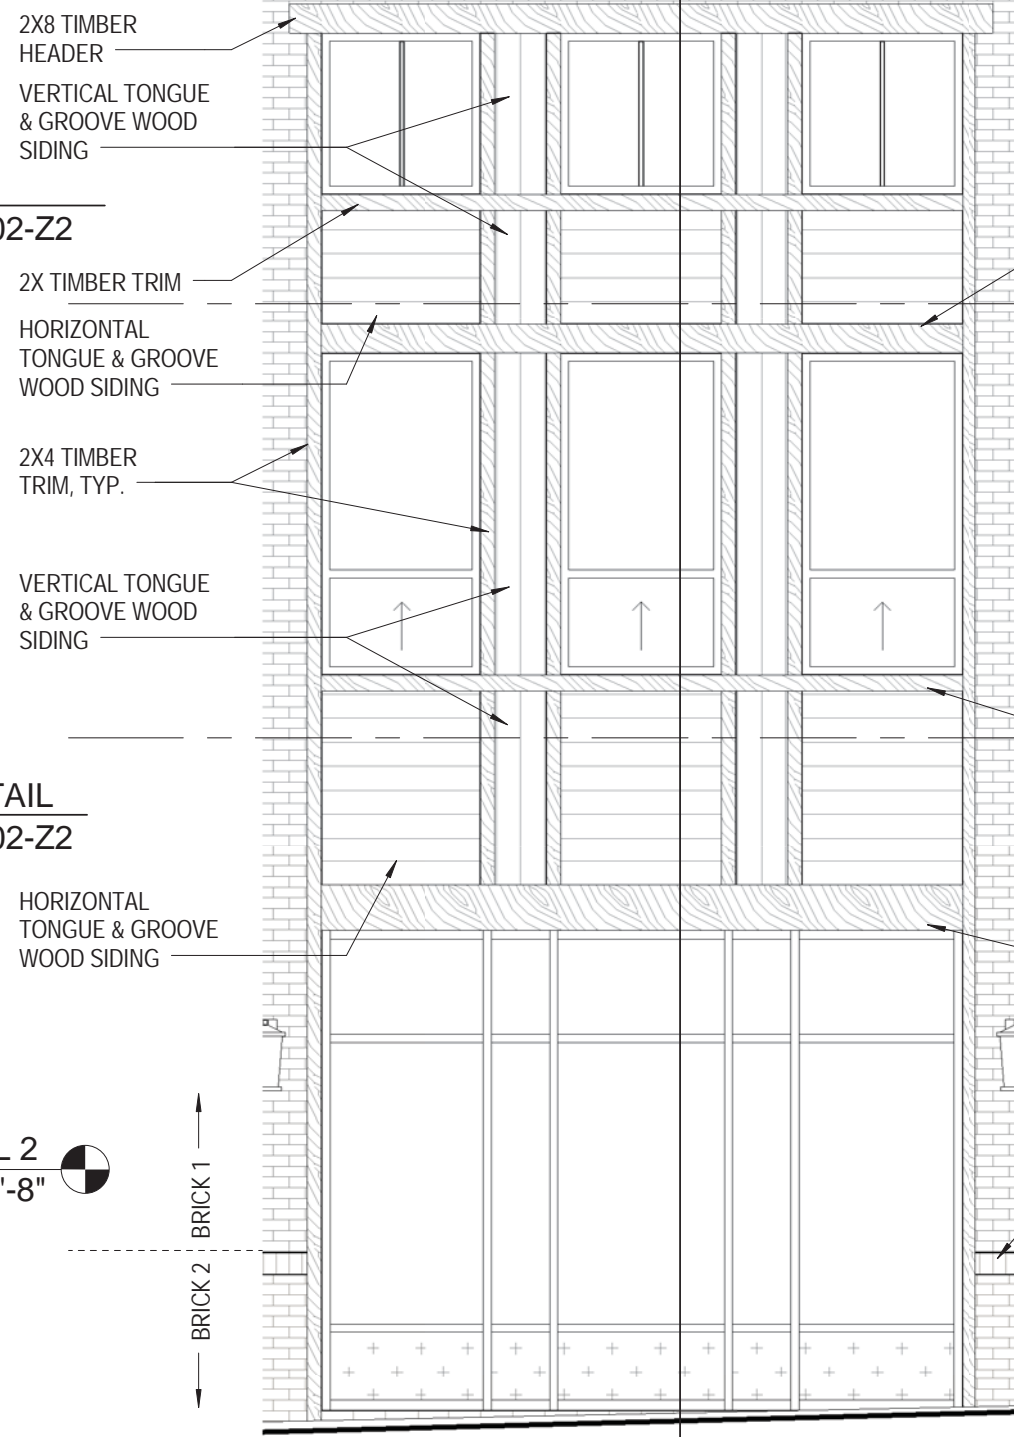 2X8 TIMBER
HEADER
VERTICAL TONGUE
& GROOVE WOOD
SIDING
02-Z2
2X TIMBER TRIM
HORIZONTAL
TONGUE & GROOVE
WOOD SIDING
2X4 TIMBER
TRIM, TYP.
VERTICAL TONGUE
& GROOVE WOOD
SIDING
TAIL
02-Z2
HORIZONTAL
TONGUE & GROOVE
WOOD SIDING
L 2
'-8"
BRICK 1
BRICK 2